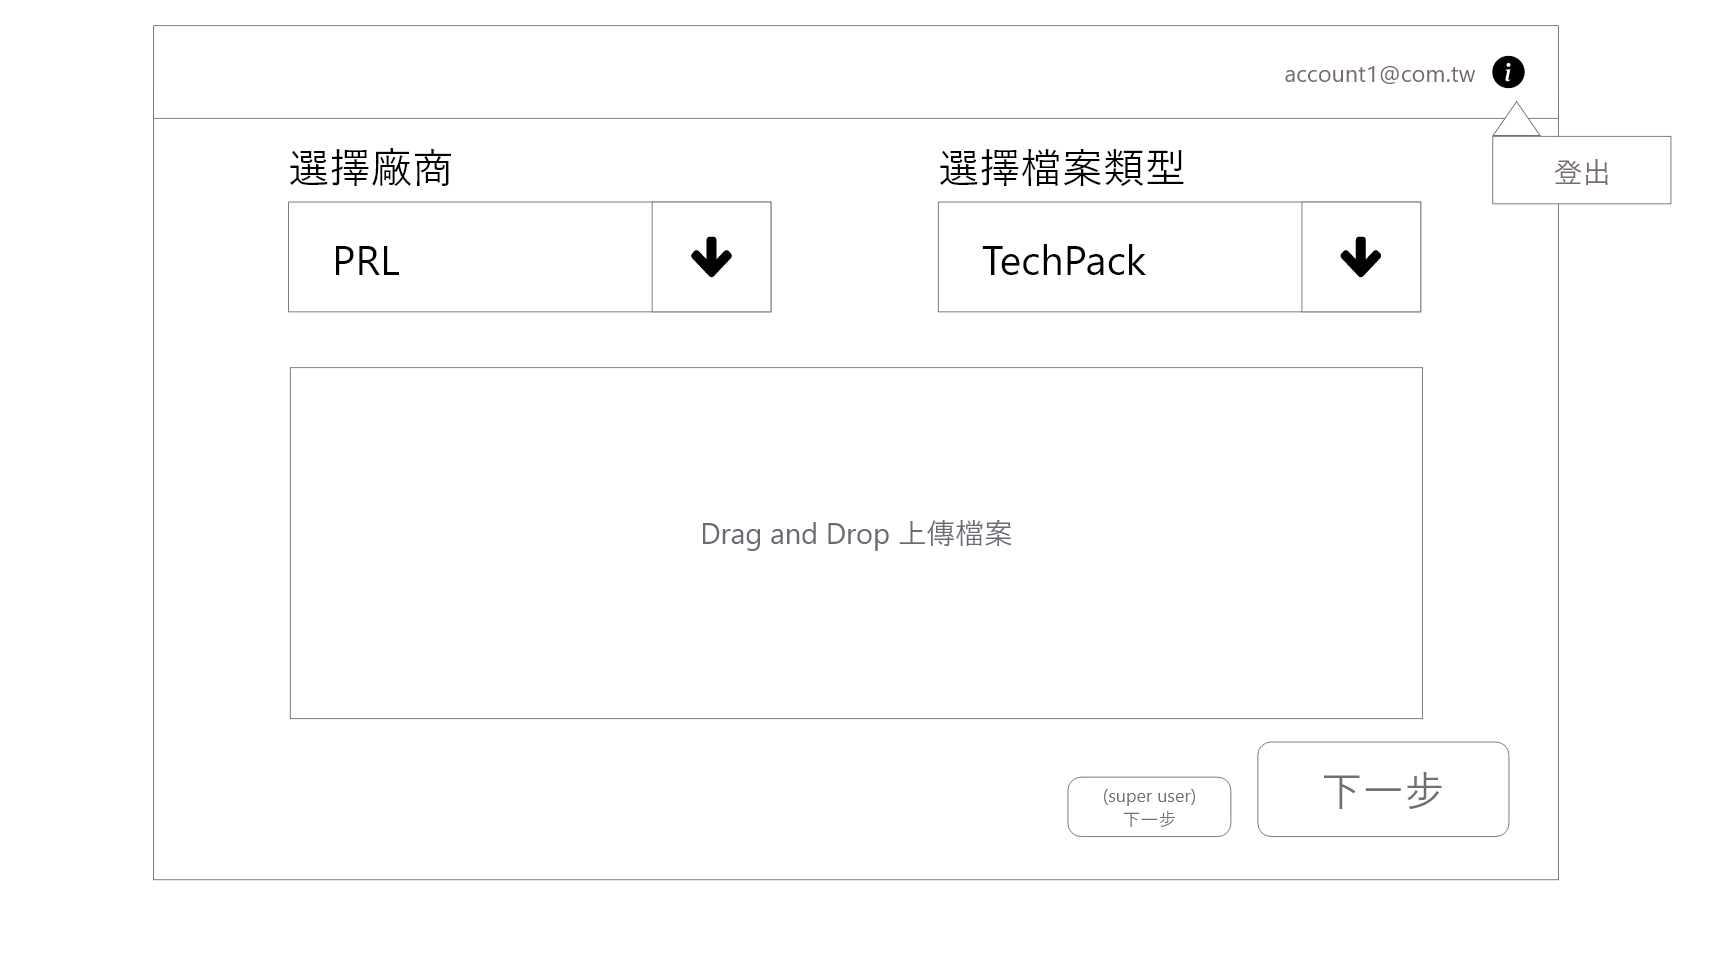 account1@com.tw
登出
選擇廠商
選擇檔案類型
PRL
TechPack
Drag and Drop 上傳檔案
(super user)
下一步
下一步